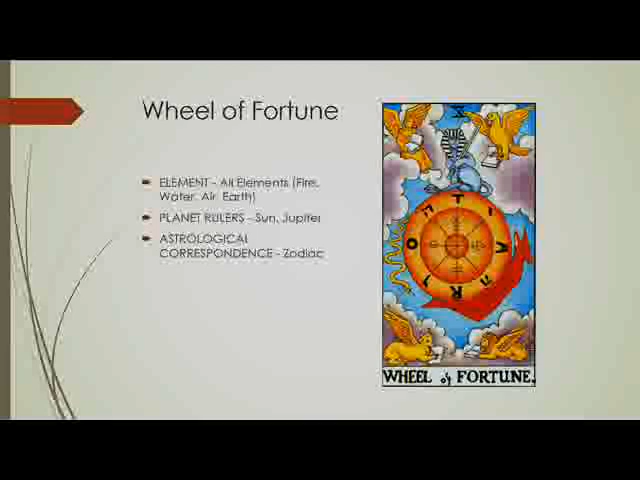 Wheel of Fortune
ELEMENT - All Elements (Fire, Water, Air, Earth)
PLANET RULERS - Sun, Jupiter
ASTROLOGICAL
CORRESPONDENCE - Zodiac
X
WHEEL of FORTUNE.